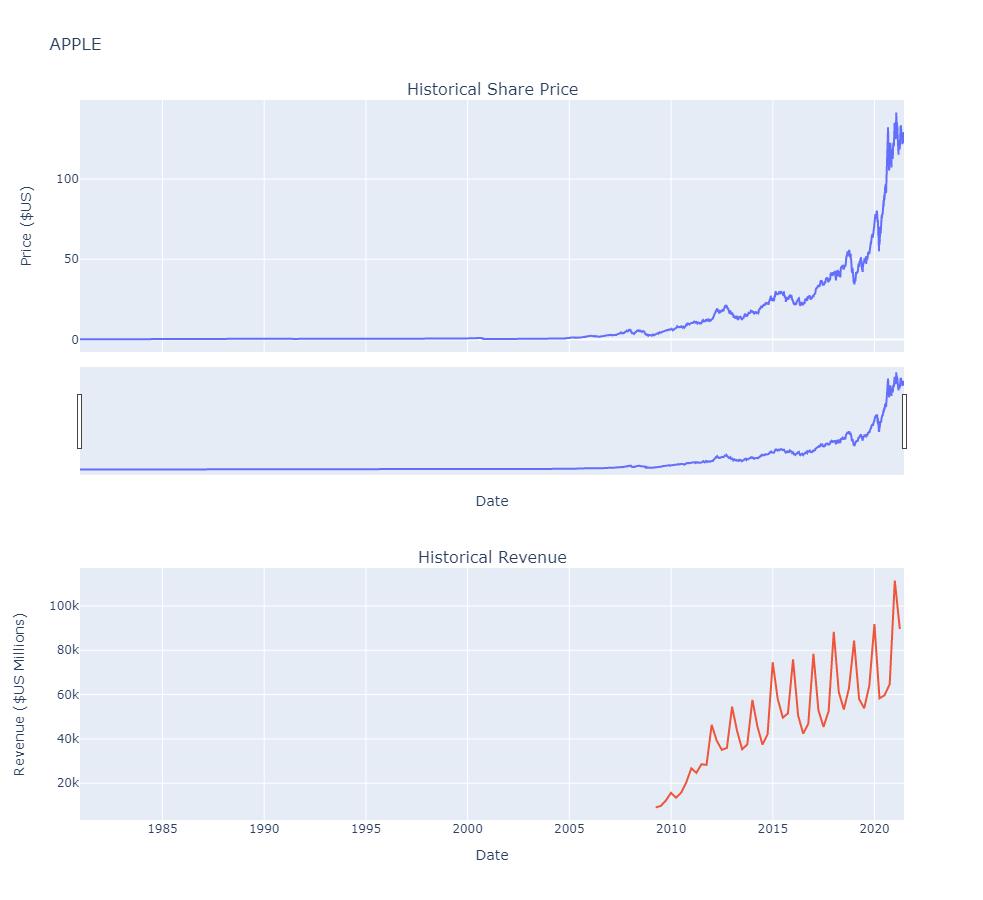 APPLE
Historical Share Price
Price ($US)
100
50
0
Date
Historical Revenue
Revenue ($US Millions)
100k
80k
60k
40k
20k
1985 1990 1995 2000 2005 2010 2015 2020
Date